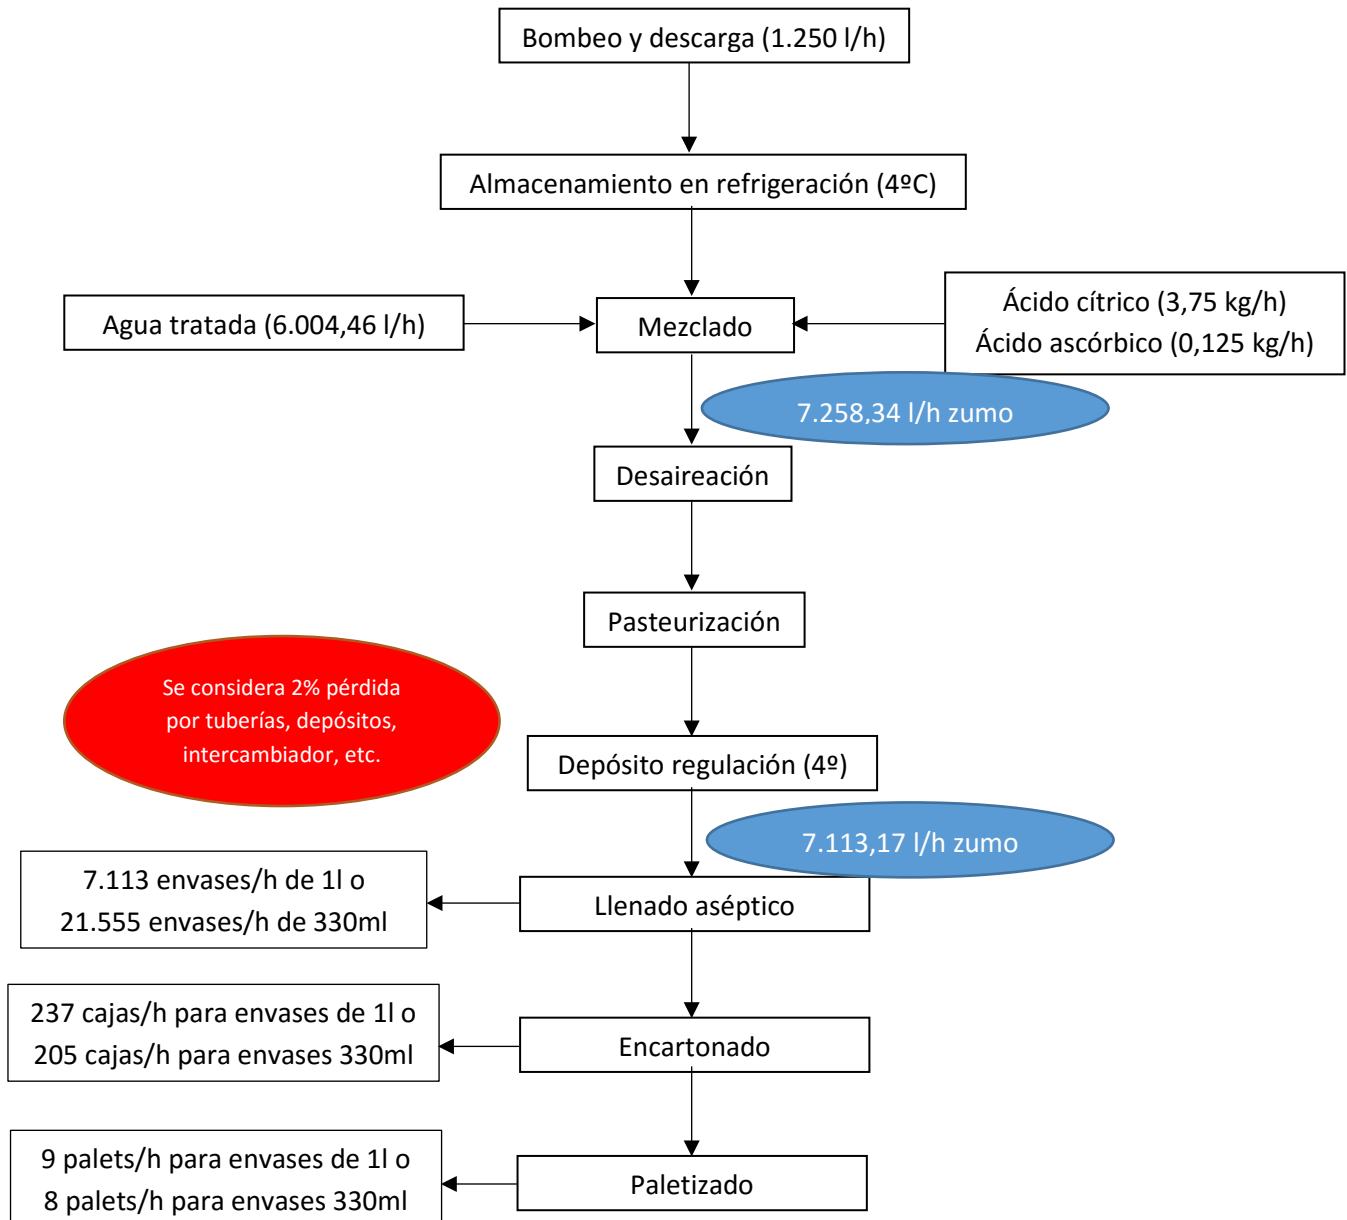 Bombeo y descarga (1.250 l/h)
Almacenamiento en refrigeración (4ºC)
Agua tratada (6.004,46 l/h)
Mezclado
Ácido cítrico (3,75 kg/h)
Ácido ascórbico (0,125 kg/h)
7.258,34 l/h zumo
Desaireación
Pasteurización
Se considera 2% pérdida
por tuberías, depósitos,
intercambiador, etc.
Depósito regulación (4º)
7.113,17 l/h zumo
7.113 envases/h de 1l o
21.555 envases/h de 330ml
Llenado aséptico
237 cajas/h para envases de 1l o
205 cajas/h para envases 330ml
Encartonado
9 palets/h para envases de 1l o
8 palets/h para envases 330ml
Paletizado